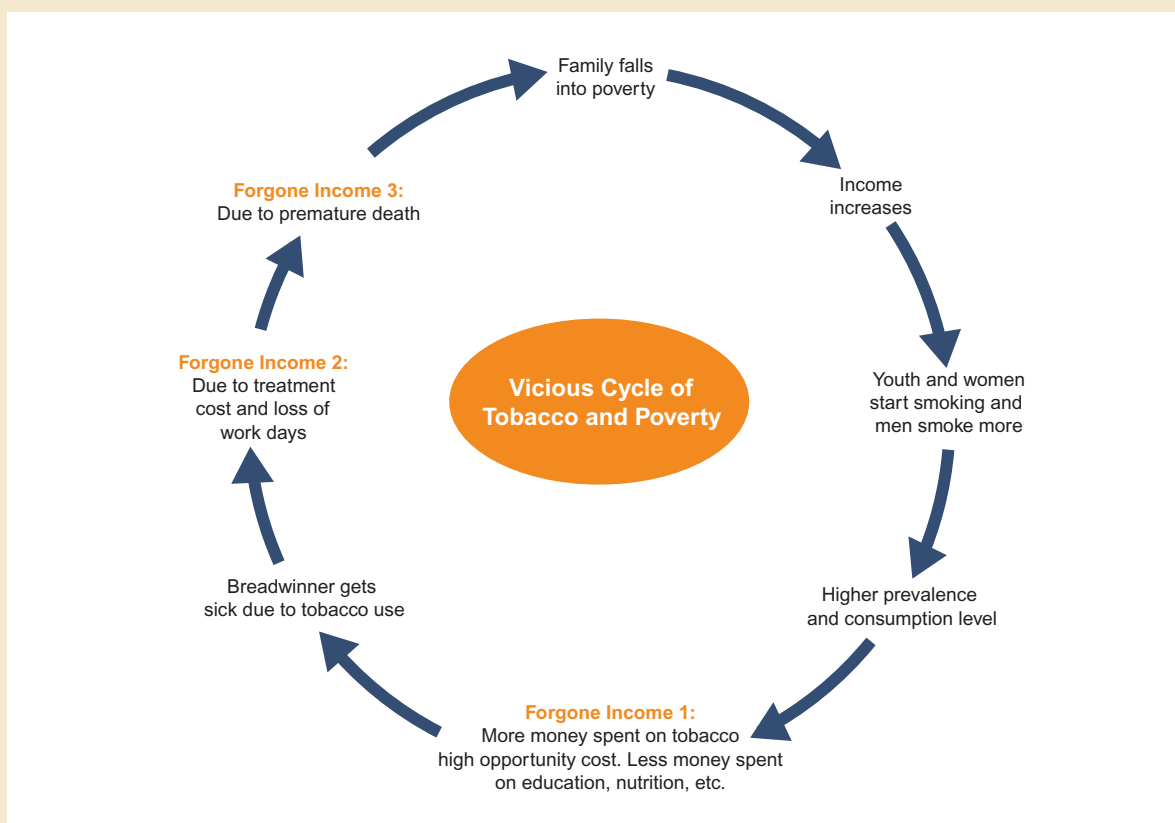 Family falls
into poverty
Income
increases
Youth and women
start smoking and
men smoke more
Higher prevalence
and consumption level
Forgone Income 1:
More money spent on tobacco
high opportunity cost. Less money spent
on education, nutrition, etc.
Breadwinner gets
sick due to tobacco use
Forgone Income 2:
Due to treatment
cost and loss of
work days
Forgone Income 3:
Due to premature death
Vicious Cycle of
Tobacco and Poverty